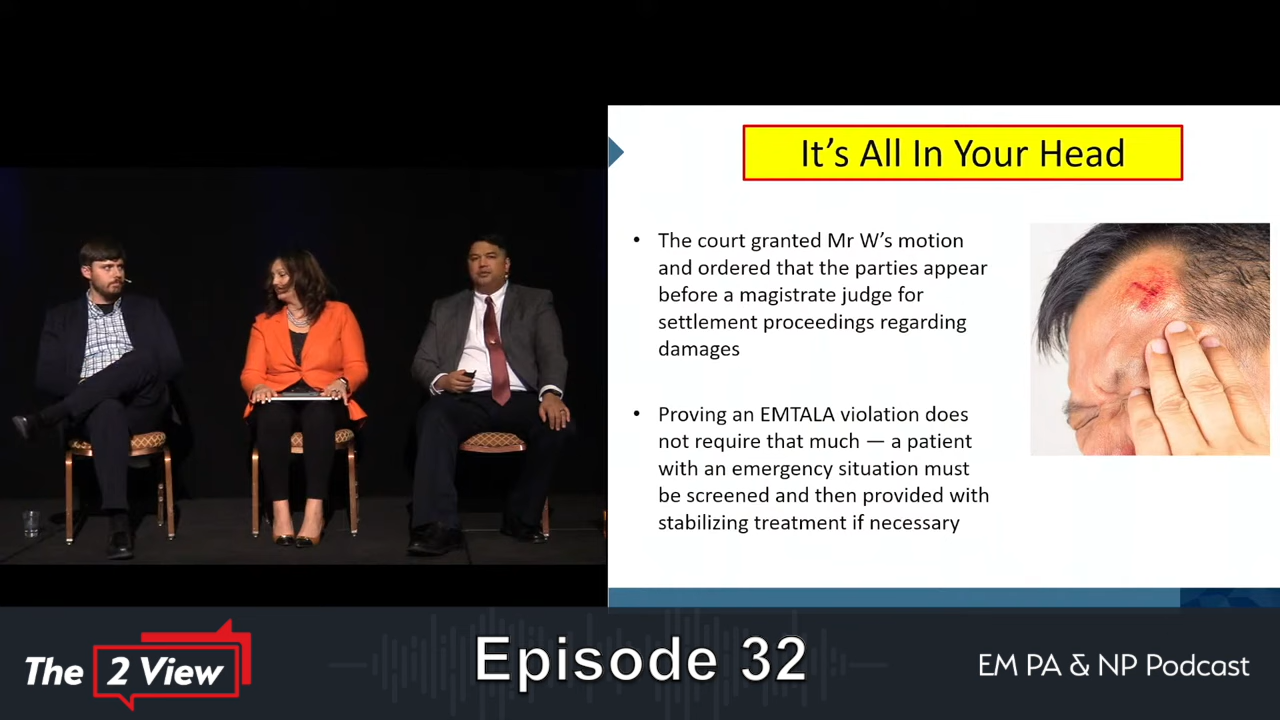 It's All In Your Head
• The court granted Mr W's motion
and ordered that the parties appear
before a magistrate judge for
settlement proceedings regarding
damages
• Proving an EMTALA violation does
not require that much — a patient
with an emergency situation must
be screened and then provided with
stabilizing treatment if necessary
The 2 View
Episode 32
EM PA & NP Podcast